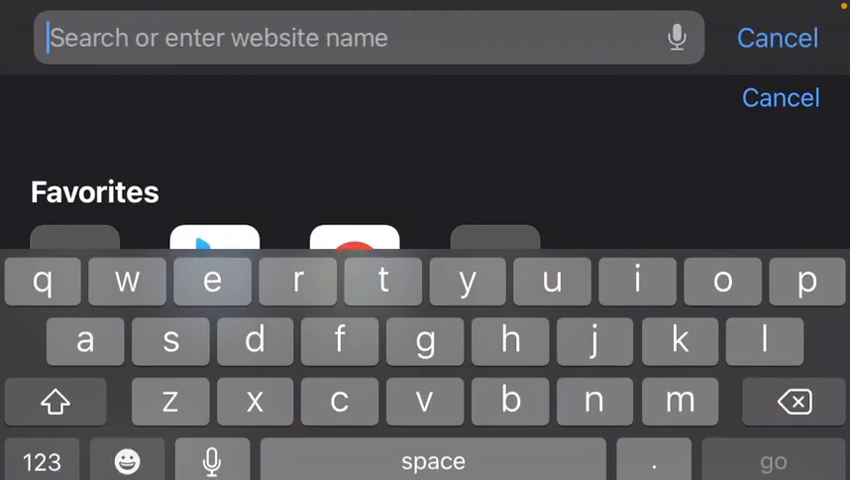 Search or enter website name Cancel
Cancel
Favorites
q w e r t y u i o p
a s d f g h j k l
z x c v b n m
123 space . go